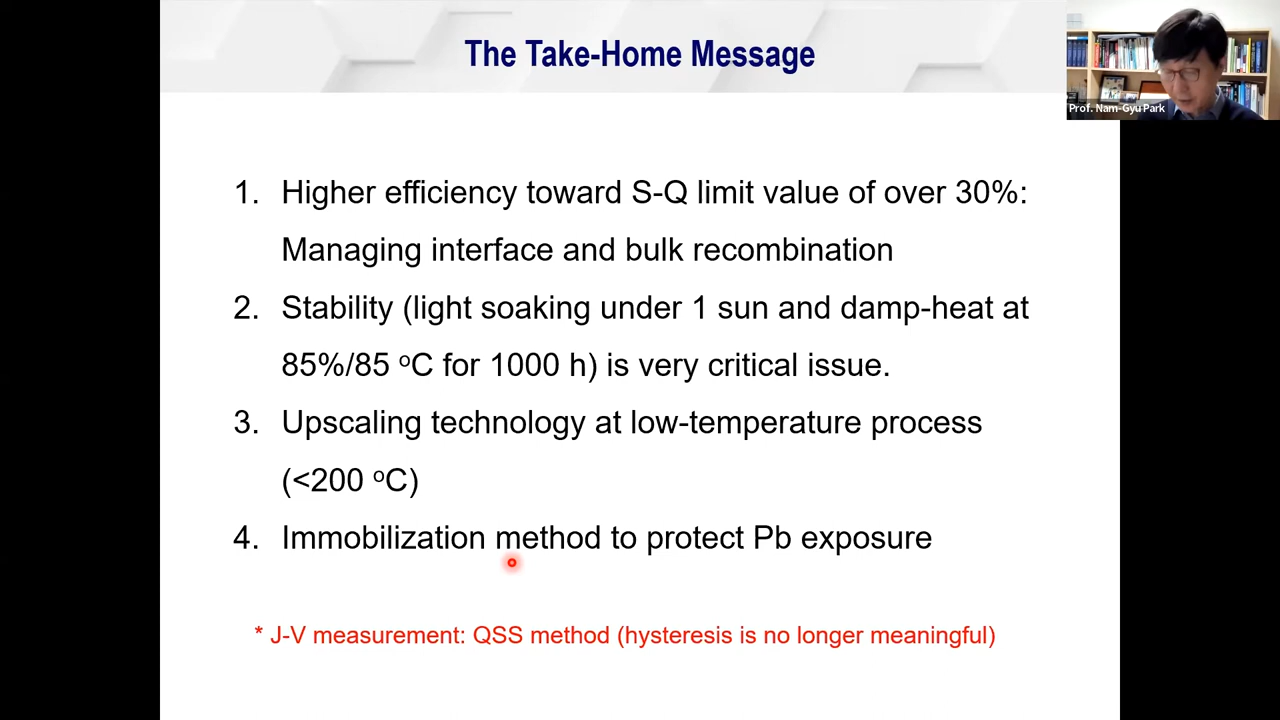 The Take-Home Message
Prof. Nam-Gyu Park
1. Higher efficiency toward S-Q limit value of over 30%:
Managing interface and bulk recombination
2. Stability (light soaking under 1 sun and damp-heat at
85%/85 ºC for 1000 h) is very critical issue.
3. Upscaling technology at low-temperature process
(<200 ºC)
4. Immobilization method to protect Pb exposure
* J-V measurement: QSS method (hysteresis is no longer meaningful)